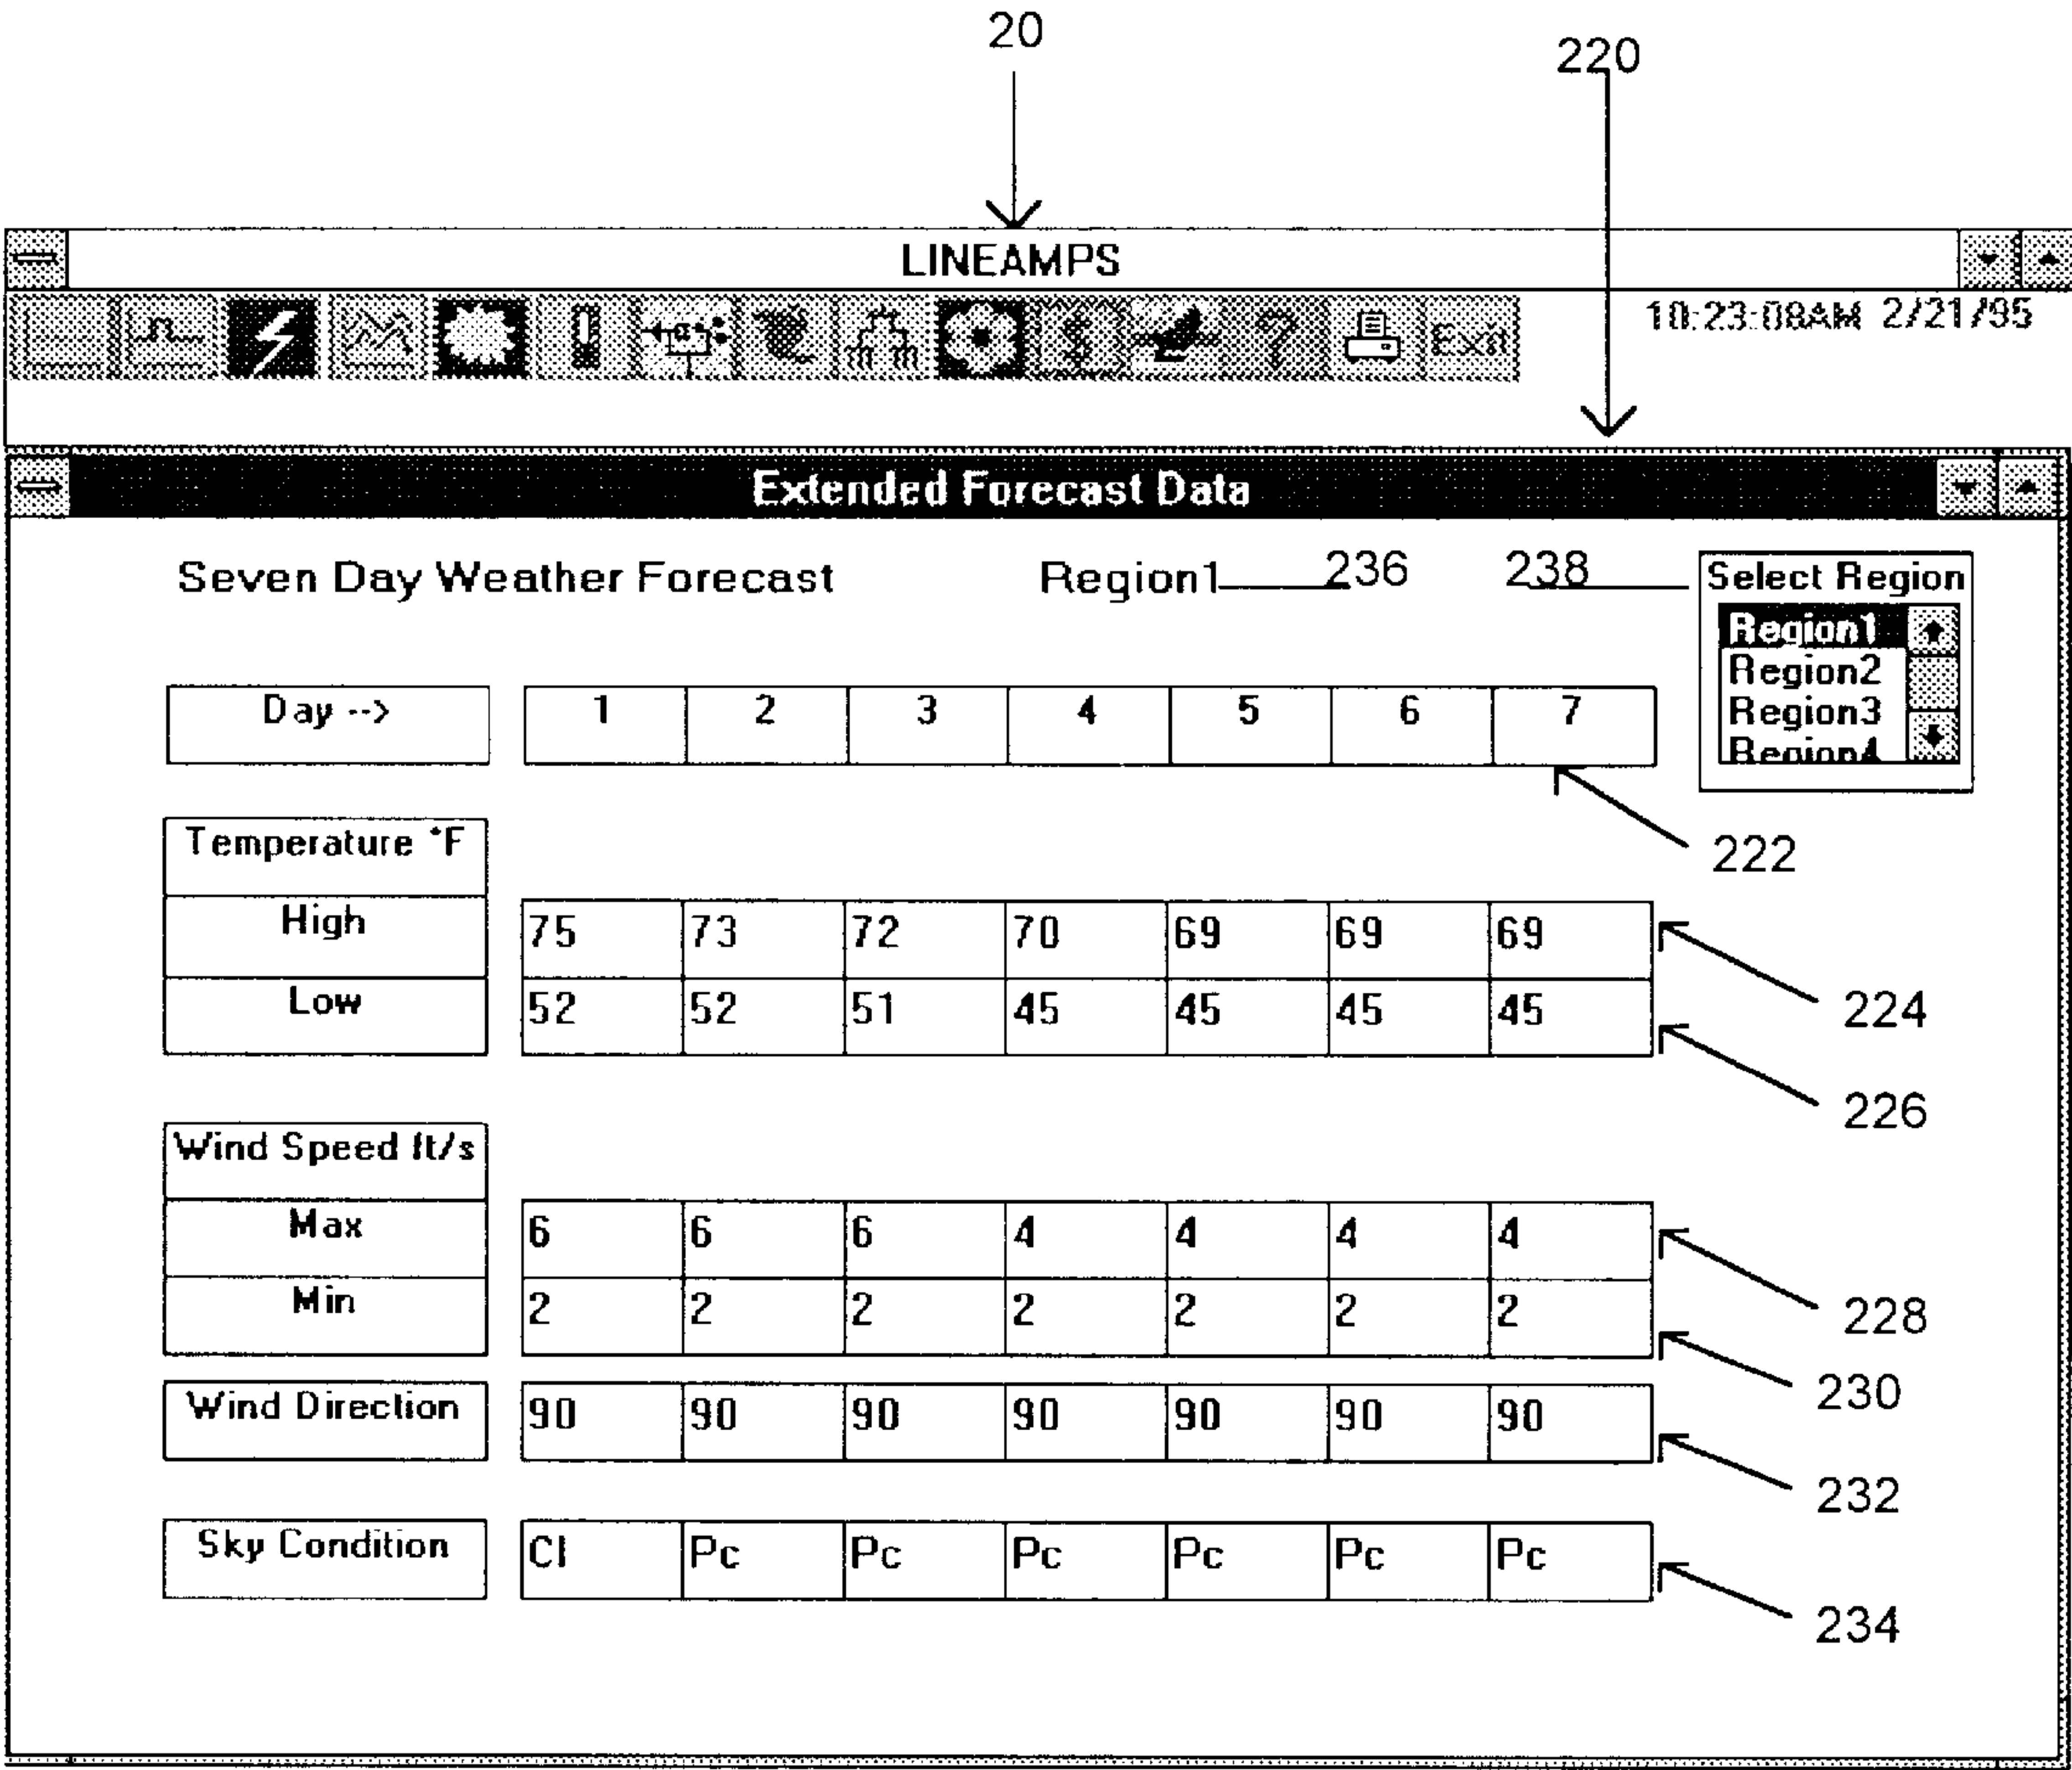 20
220
LINEAMPS
Exit
10:23:08AM 2/21/95
Extended Forecast Data
Seven Day Weather Forecast Region1 236 238 Select Region
Region1
Region2
Region3
Region4
Day --> 1 2 3 4 5 6 7
222
Temperature °F
High 75 73 72 70 69 69 69
224
Low 52 52 51 45 45 45 45
226
Wind Speed ft/s
Max 6 6 6 4 4 4 4
228
Min 2 2 2 2 2 2 2
230
Wind Direction 90 90 90 90 90 90 90
232
Sky Condition Cl Pc Pc Pc Pc Pc Pc
234